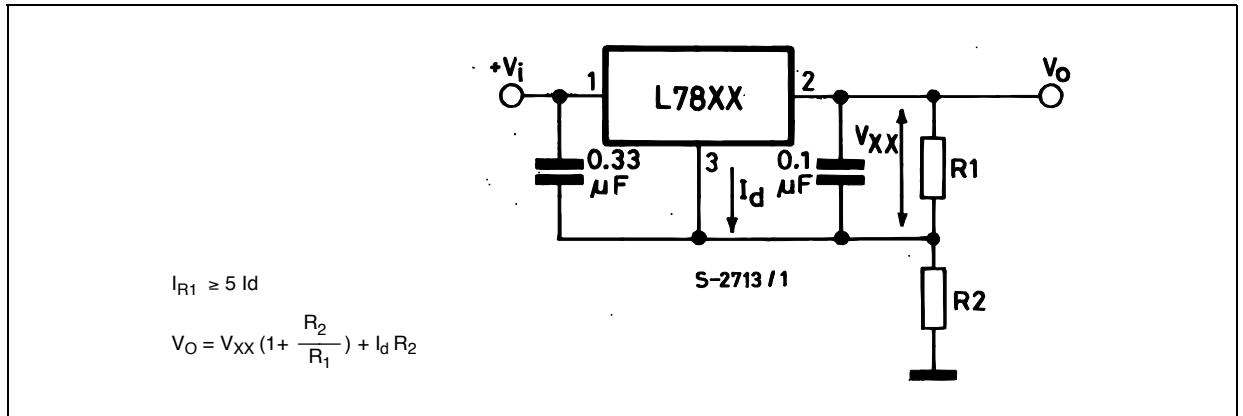 +Vi
1
L78XX
2
VO
0.33
µF
3
Id
0.1
µF
VXX
R1
S-2713/1
R2
IR1 ≥ 5 Id
VO = VXX (1+ R2 / R1) + Id R2